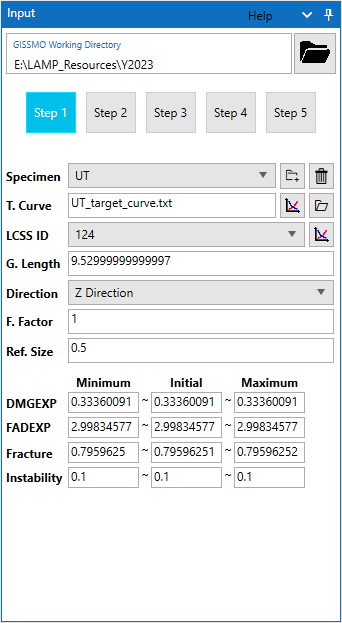 Input Help
GISSMO Working Directory
E:\LAMP_Resources\Y2023
Step 1 Step 2 Step 3 Step 4 Step 5
Specimen UT
T. Curve UT_target_curve.txt
LCSS ID 124
G. Length 9.52999999999997
Direction Z Direction
F. Factor 1
Ref. Size 0.5
Minimum Initial Maximum
DMGEXP 0.33360091 ~ 0.33360091 ~ 0.33360091
FADEXP 2.99834577 ~ 2.99834577 ~ 2.99834577
Fracture 0.7959625 ~ 0.79596251 ~ 0.79596252
Instability 0.1 ~ 0.1 ~ 0.1